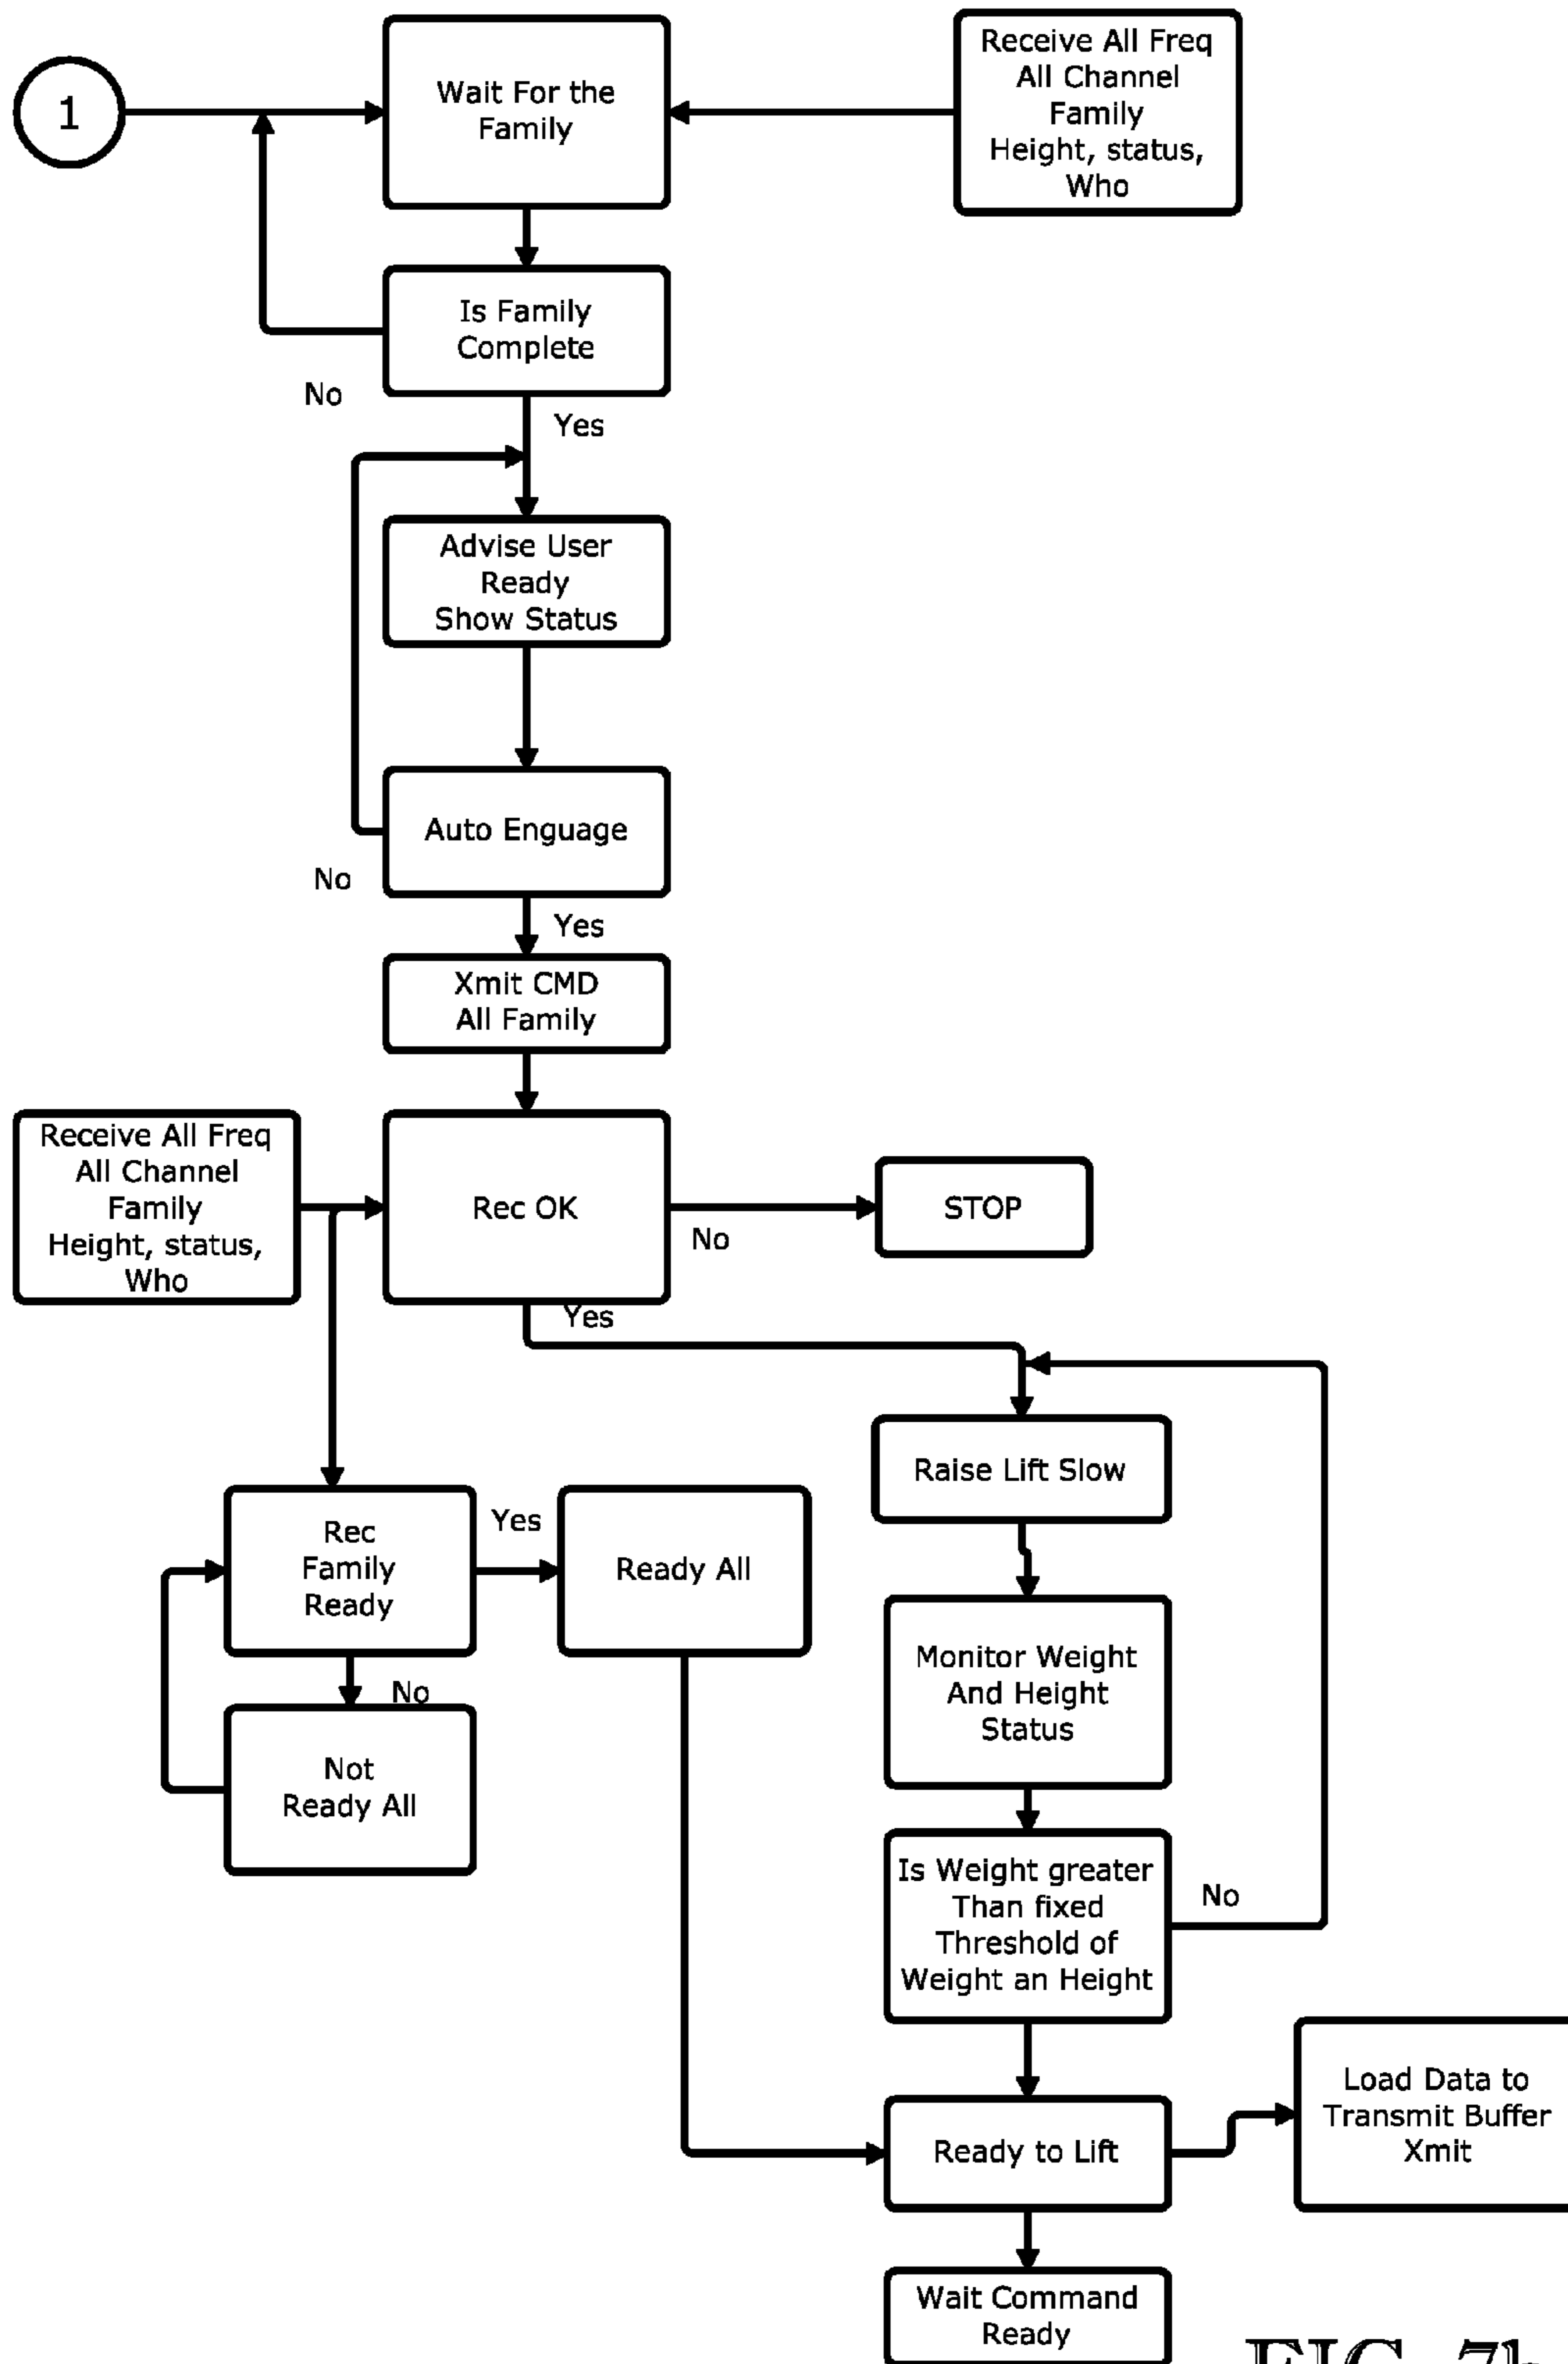 1
Wait For the
Family
Receive All Freq
All Channel
Family
Height, status,
Who
Is Family
Complete
No
Yes
Advise User
Ready
Show Status
Auto Enguage
No
Yes
Xmit CMD
All Family
Receive All Freq
All Channel
Family
Height, status,
Who
Rec OK
No
STOP
Yes
Raise Lift Slow
Rec
Family
Ready
Yes
Ready All
No
Not
Ready All
Monitor Weight
And Height
Status
Is Weight greater
Than fixed
Threshold of
Weight an Height
No
Ready to Lift
Load Data to
Transmit Buffer
Xmit
Wait Command
Ready